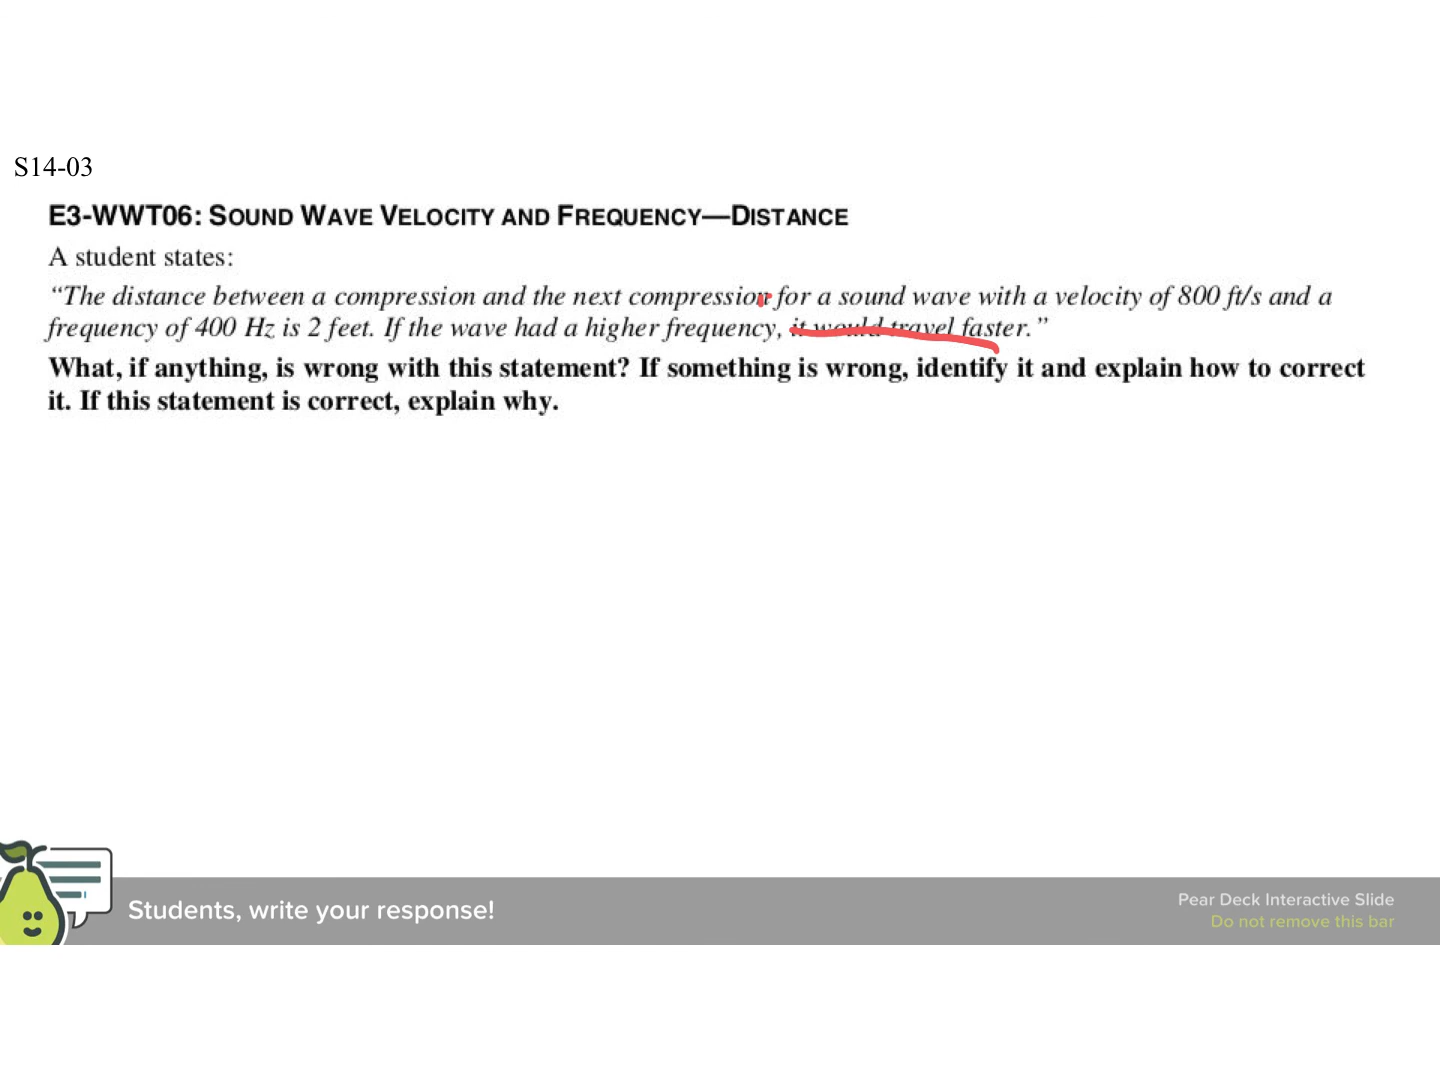 S14-03
E3-WWT06: SOUND WAVE VELOCITY AND FREQUENCY—DISTANCE
A student states:
“The distance between a compression and the next compression for a sound wave with a velocity of 800 ft/s and a
frequency of 400 Hz is 2 feet. If the wave had a higher frequency, it would travel faster.”
What, if anything, is wrong with this statement? If something is wrong, identify it and explain how to correct
it. If this statement is correct, explain why.
Students, write your response!
Pear Deck Interactive Slide
Do not remove this bar